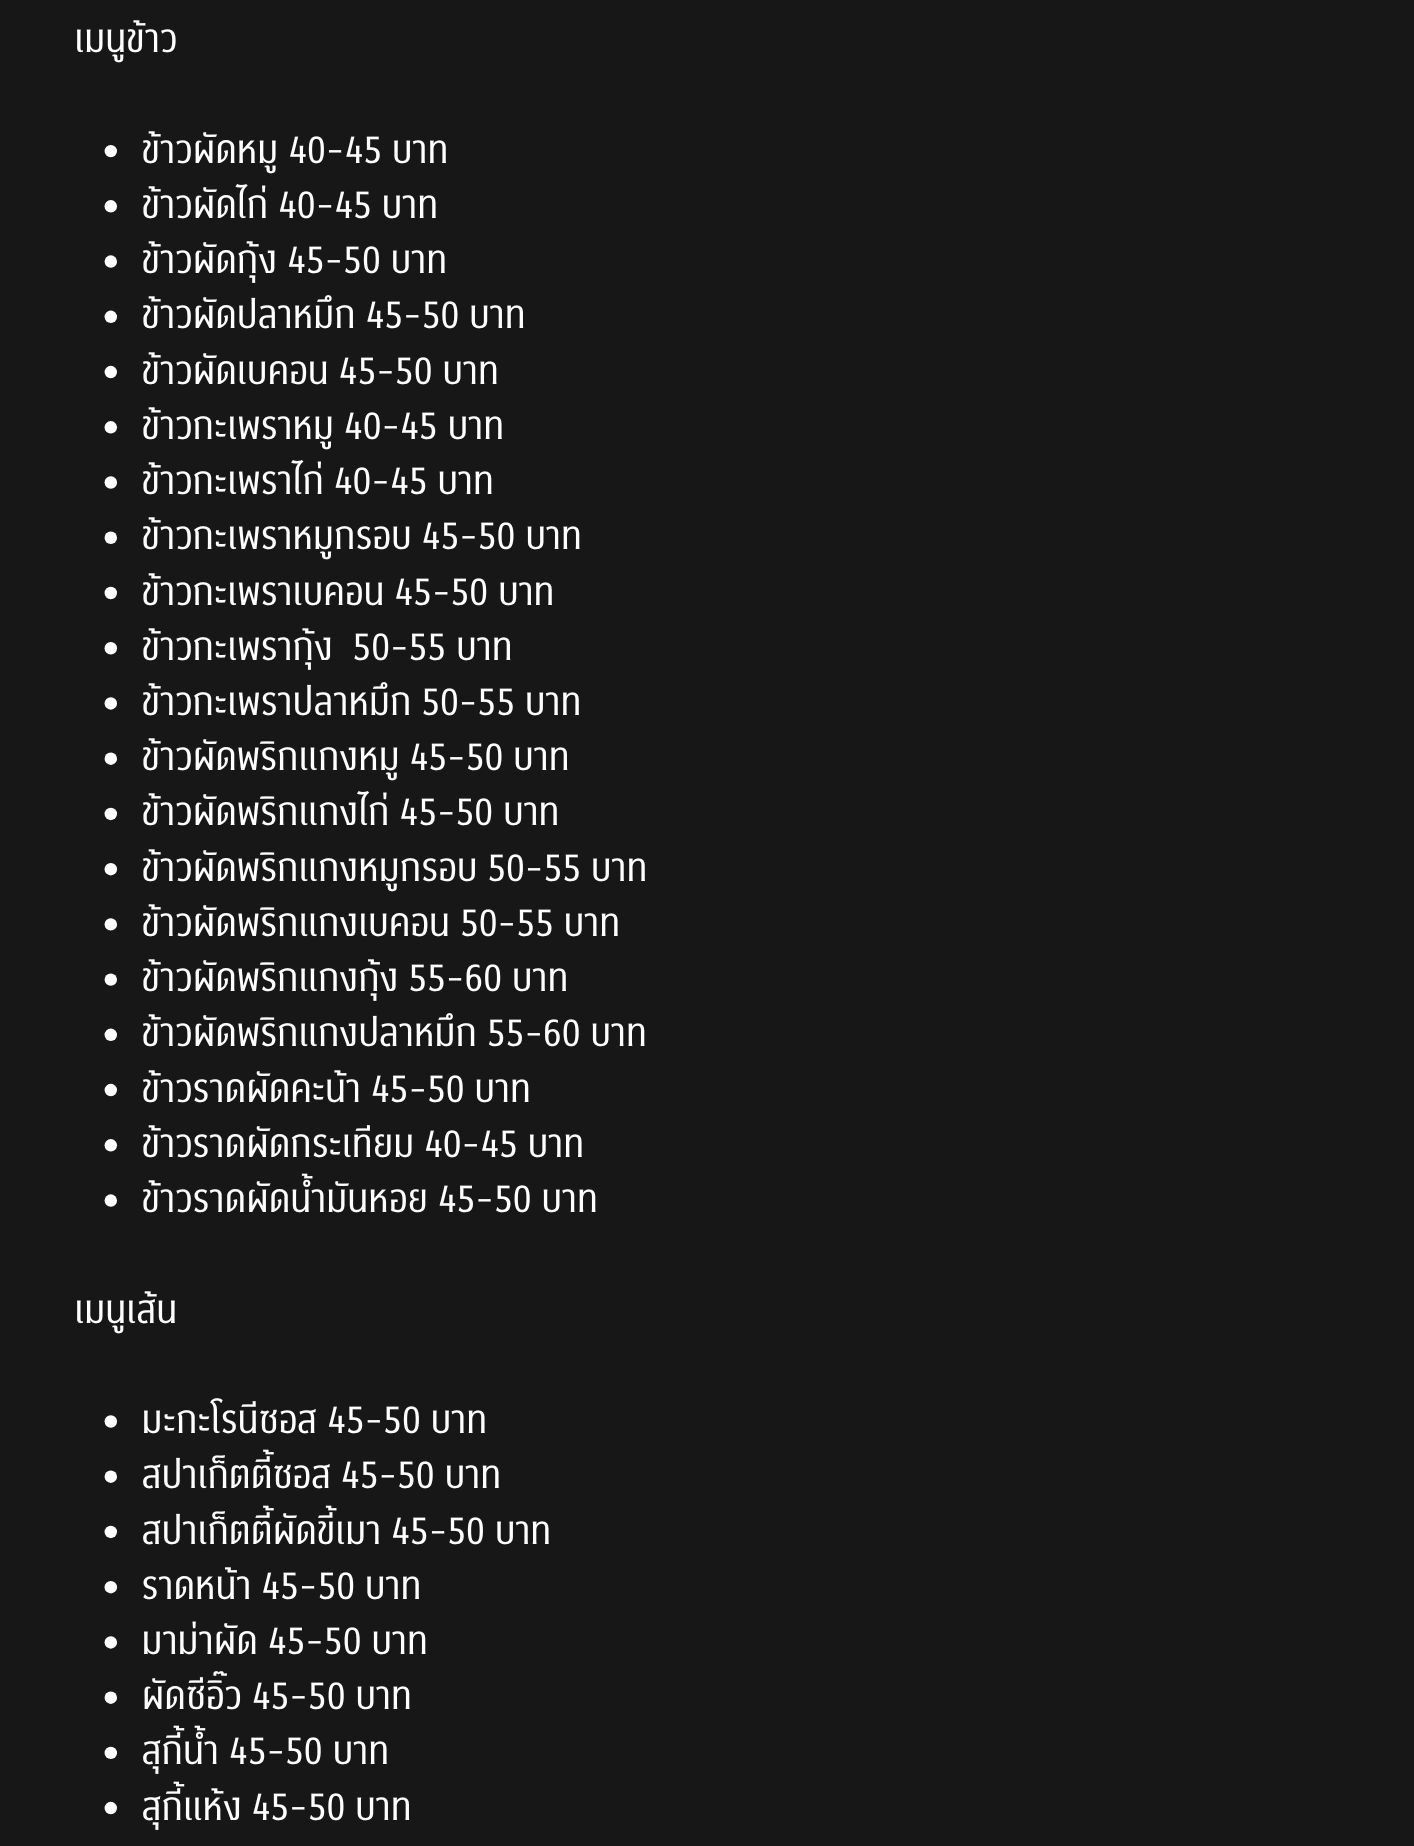 เมนูข้าว
• ข้าวผัดหมู 40-45 บาท
• ข้าวผัดไก่ 40-45 บาท
• ข้าวผัดกุ้ง 45-50 บาท
• ข้าวผัดปลาหมึก 45-50 บาท
• ข้าวผัดเบคอน 45-50 บาท
• ข้าวกะเพราหมู 40-45 บาท
• ข้าวกะเพราไก่ 40-45 บาท
• ข้าวกะเพราหมูกรอบ 45-50 บาท
• ข้าวกะเพราเบคอน 45-50 บาท
• ข้าวกะเพรากุ้ง  50-55 บาท
• ข้าวกะเพราปลาหมึก 50-55 บาท
• ข้าวผัดพริกแกงหมู 45-50 บาท
• ข้าวผัดพริกแกงไก่ 45-50 บาท
• ข้าวผัดพริกแกงหมูกรอบ 50-55 บาท
• ข้าวผัดพริกแกงเบคอน 50-55 บาท
• ข้าวผัดพริกแกงกุ้ง 55-60 บาท
• ข้าวผัดพริกแกงปลาหมึก 55-60 บาท
• ข้าวราดผัดคะน้า 45-50 บาท
• ข้าวราดผัดกระเทียม 40-45 บาท
• ข้าวราดผัดน้ำมันหอย 45-50 บาท
เมนูเส้น
• มะกะโรนีซอส 45-50 บาท
• สปาเก็ตตี้ซอส 45-50 บาท
• สปาเก็ตตี้ผัดขี้เมา 45-50 บาท
• ราดหน้า 45-50 บาท
• มาม่าผัด 45-50 บาท
• ผัดซีอิ๊ว 45-50 บาท
• สุกี้น้ำ 45-50 บาท
• สุกี้แห้ง 45-50 บาท